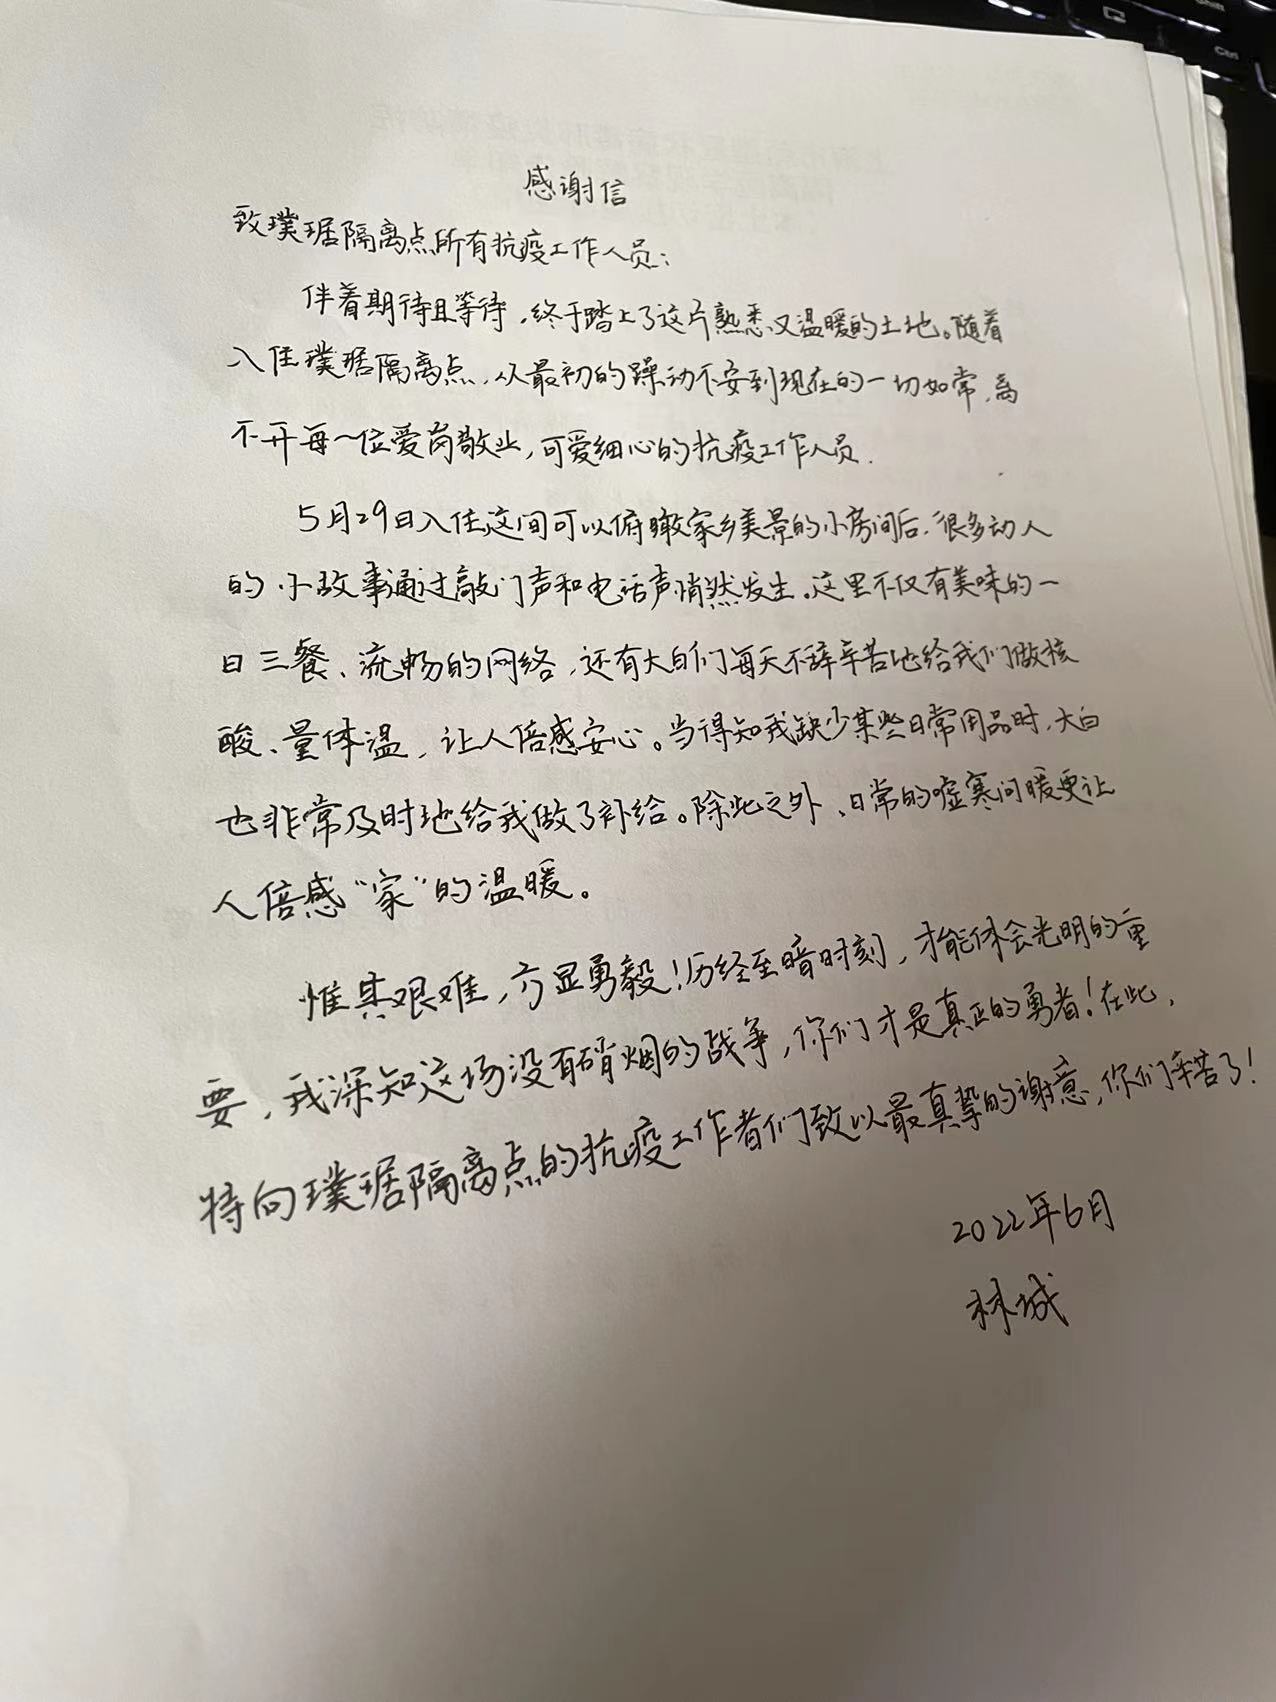 感谢信
致璞琚隔离点所有抗疫工作人员：
伴着期待且等待，终于踏上了这片熟悉又温暖的土地。随着
入住璞琚隔离点，从最初的躁动不安到现在的一切如常，离
不开每一位爱岗敬业，可爱细心的抗疫工作人员.
5月29日入住这间可以俯瞰家乡美景的小房间后，很多动人
的小故事通过敲门声和电话声悄然发生。这里不仅有美味的一
日三餐、流畅的网络，还有大白们每天不辞辛苦地给我们做核
酸、量体温，让人倍感安心。当得知我缺少某些日常用品时，大白
也非常及时地给我做了补给。除此之外，日常的嘘寒问暖更让
人倍感“家”的温暖。
惟其艰难，方显勇毅！历经至暗时刻，才能体会光明的重
要，我深知这场没有硝烟的战争，你们才是真正的勇者！在此，
特向璞琚隔离点的抗疫工作者们致以最真挚的谢意，你们辛苦了！
2022年6月
林城